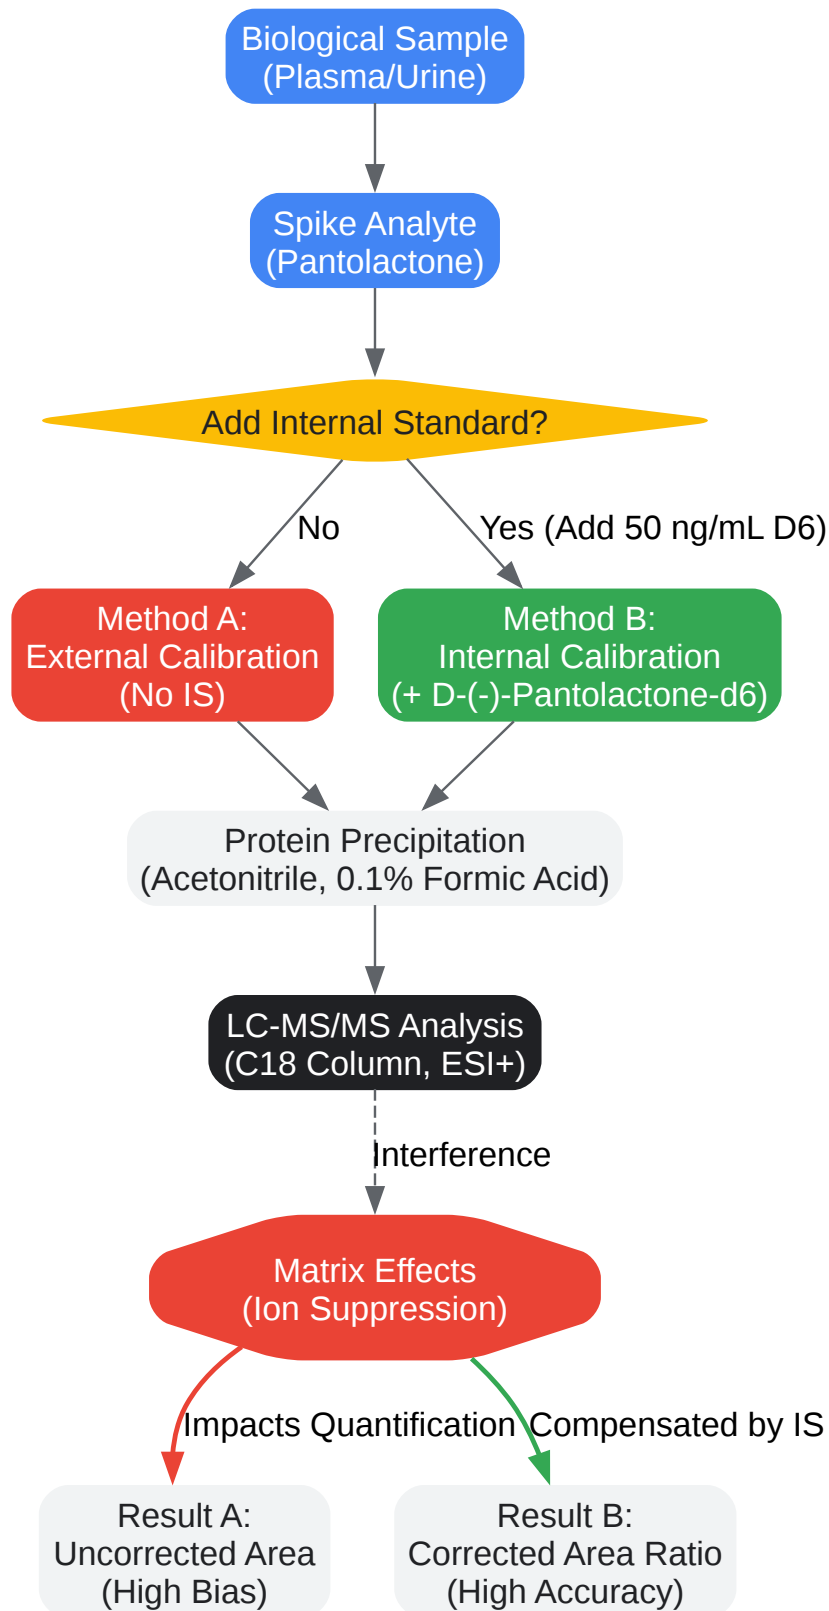 Biological Sample
(Plasma/Urine)
Spike Analyte
(Pantolactone)
Add Internal Standard?
No
Yes (Add 50 ng/mL D6)
Method A:
External Calibration
(No IS)
Method B:
Internal Calibration
(+ D-(-)-Pantolactone-d6)
Protein Precipitation
(Acetonitrile, 0.1% Formic Acid)
LC-MS/MS Analysis
(C18 Column, ESI+)
Interference
Matrix Effects
(Ion Suppression)
Impacts Quantification
Compensated by IS
Result A:
Uncorrected Area
(High Bias)
Result B:
Corrected Area Ratio
(High Accuracy)